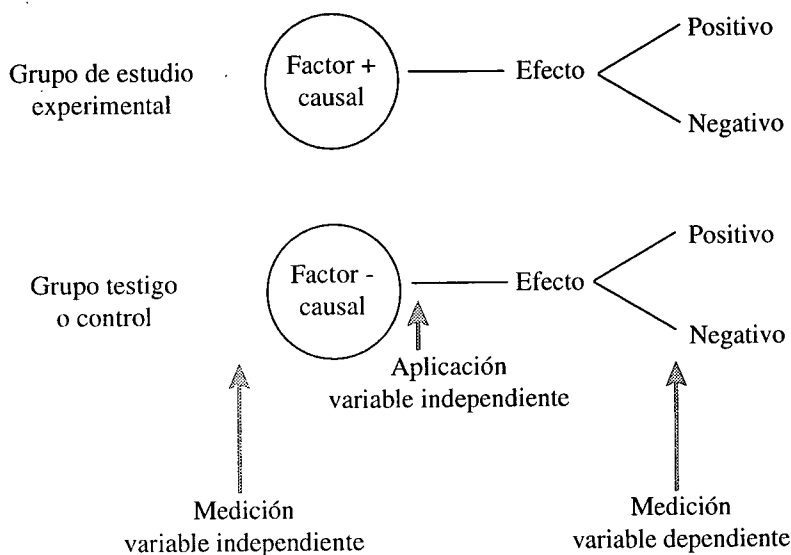 Grupo de estudio
experimental
Factor +
causal
Efecto
Positivo
Negativo
Grupo testigo
o control
Factor -
causal
Efecto
Positivo
Negativo
Aplicación
variable independiente
Medición
variable independiente
Medición
variable dependiente